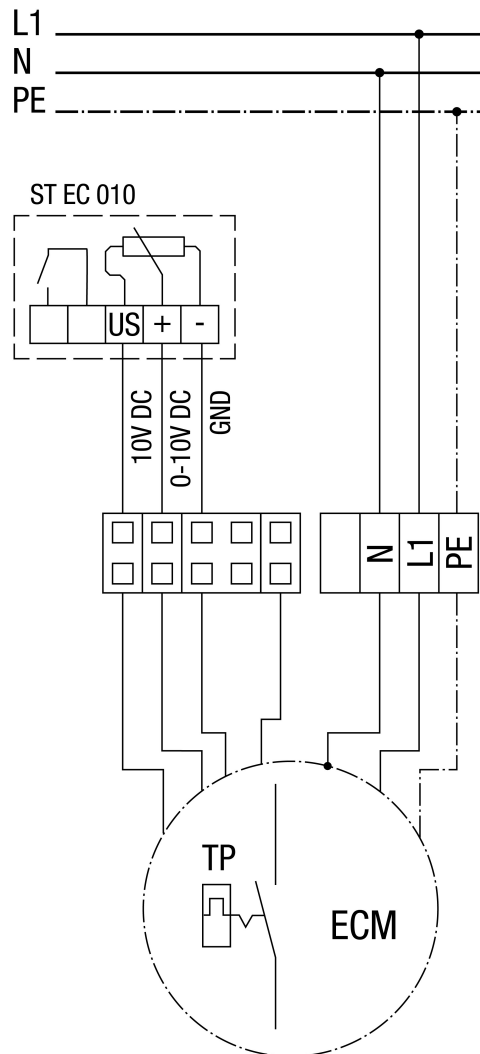 L1
N
PE
ST EC 010
US + -
10V DC
0-10V DC
GND
N
L1
PE
TP
ECM